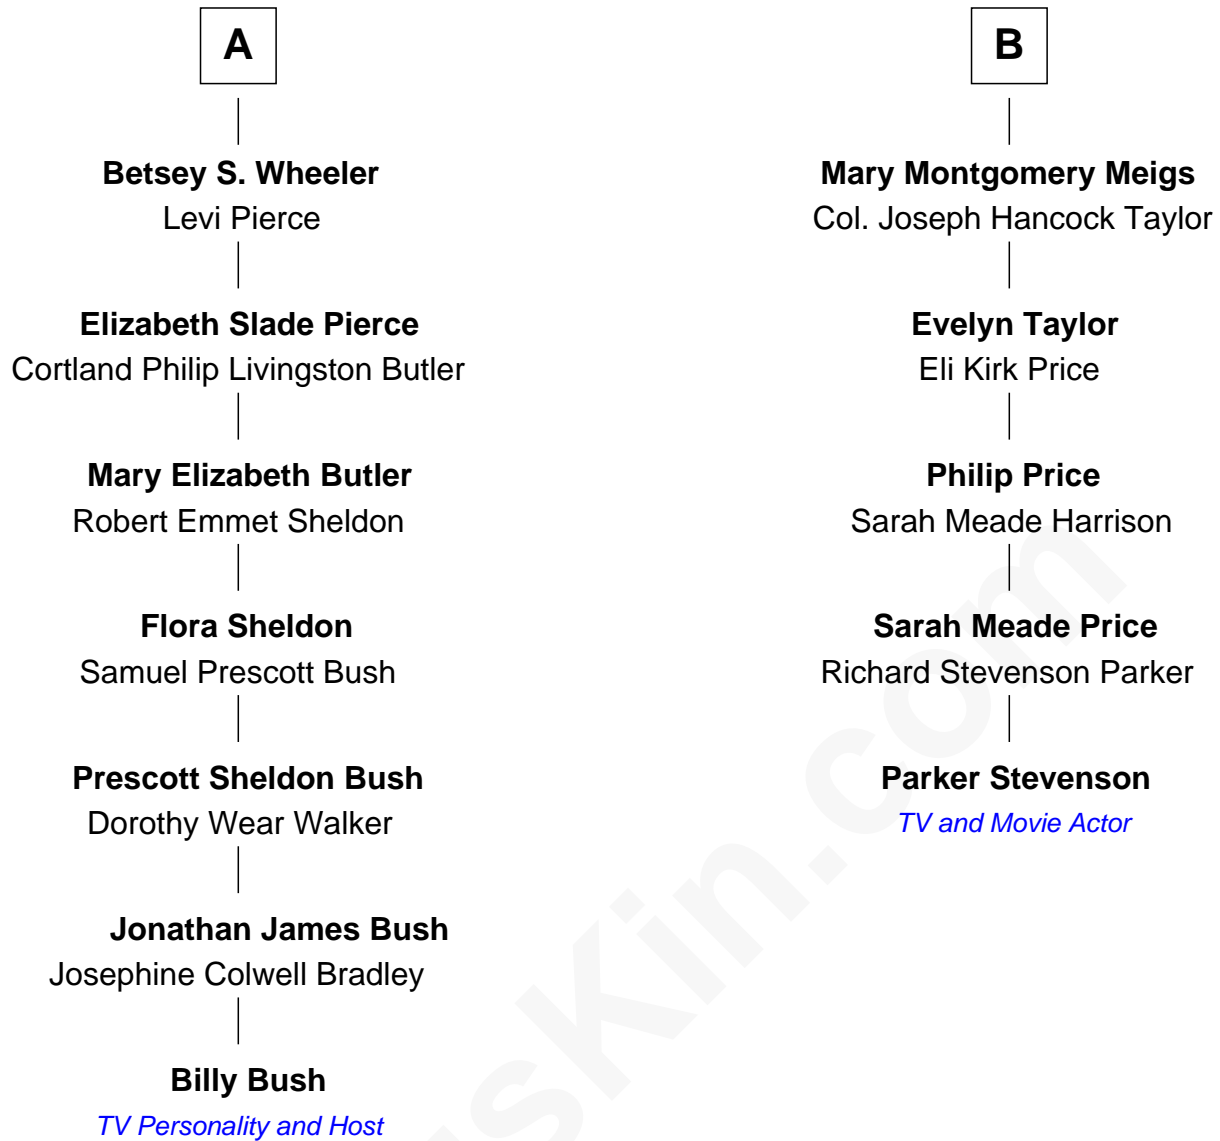 A
Betsey S. Wheeler
Levi Pierce
Elizabeth Slade Pierce
Cortland Philip Livingston Butler
Mary Elizabeth Butler
Robert Emmet Sheldon
Flora Sheldon
Samuel Prescott Bush
Prescott Sheldon Bush
Dorothy Wear Walker
Jonathan James Bush
Josephine Colwell Bradley
Billy Bush
TV Personality and Host
B
Mary Montgomery Meigs
Col. Joseph Hancock Taylor
Evelyn Taylor
Eli Kirk Price
Philip Price
Sarah Meade Harrison
Sarah Meade Price
Richard Stevenson Parker
Parker Stevenson
TV and Movie Actor
usKin.com